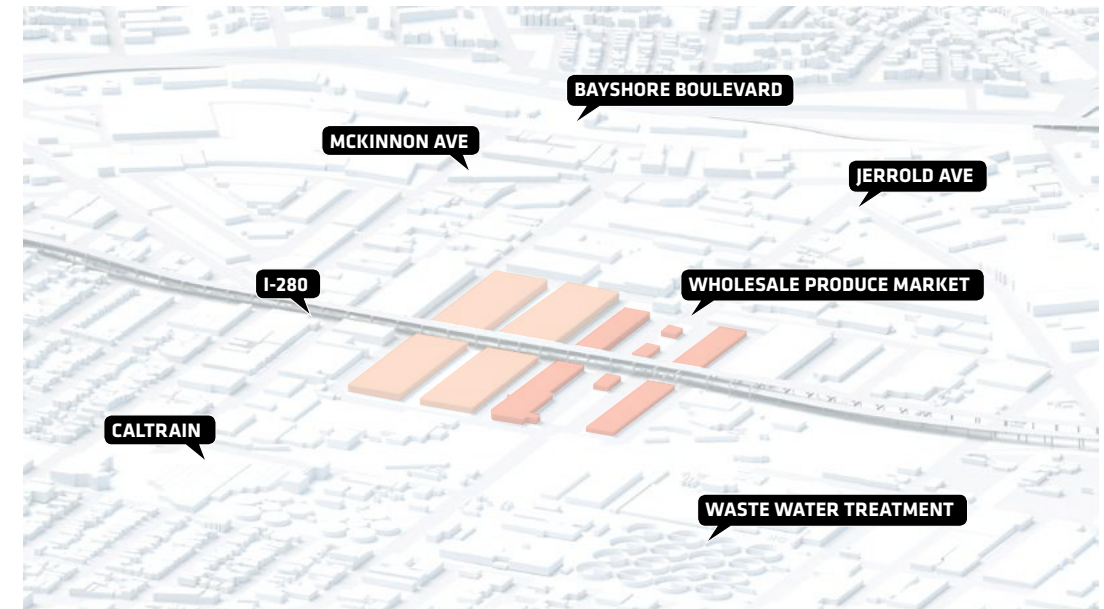 BAYSHORE BOULEVARD
MCKINNON AVE
JERROLD AVE
I-280
WHOLESALE PRODUCE MARKET
CALTRAIN
WASTE WATER TREATMENT